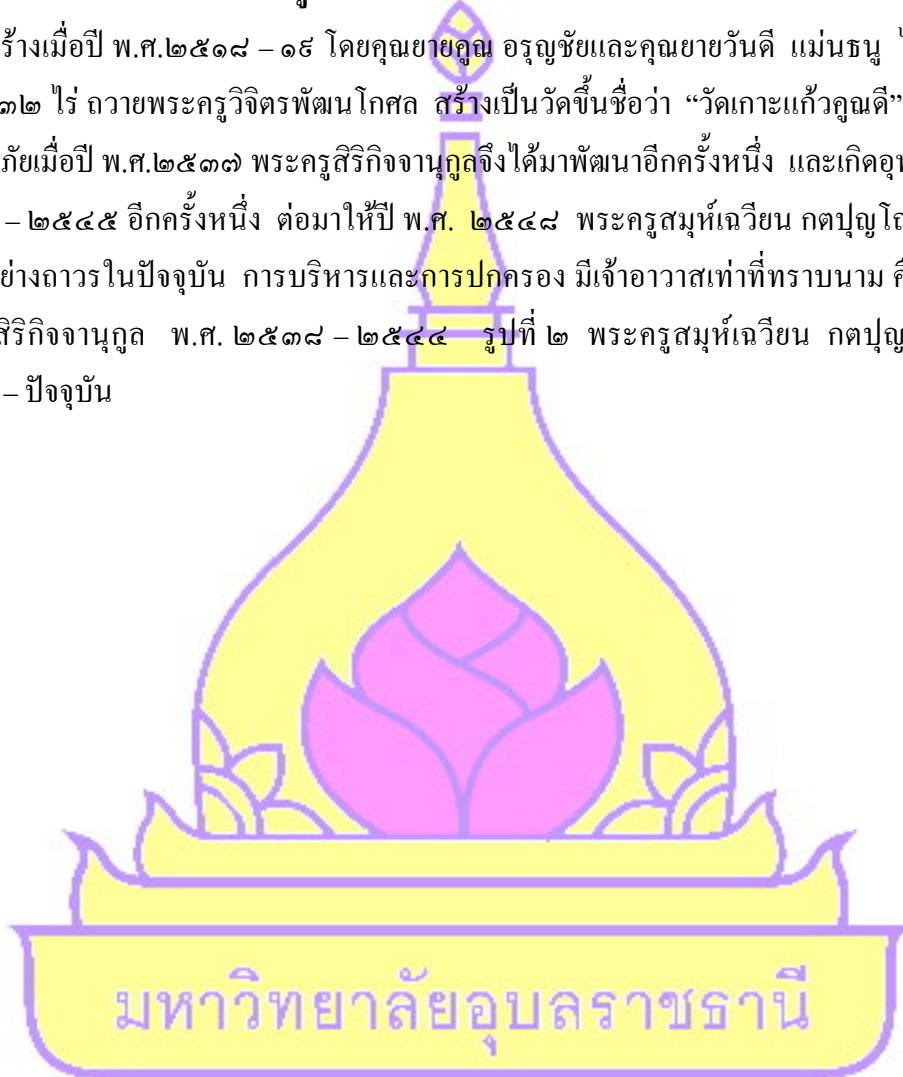 ร้างเมื่อปี พ.ศ.๒๕๑๘ – ๑๙ โดยคุณยายคูณ อรุญชัยและคุณยายวันดี แม่นธนู
๓๒ ไร่ ถวายพระครูวิจิตรพัฒนโกศล สร้างเป็นวัดขึ้นชื่อว่า “วัดเกาะแก้วคูณดี”
ภัยเมื่อปี พ.ศ.๒๕๓๗ พระครูสิริกิจจานุกูลจึงได้มาพัฒนาอีกครั้งหนึ่ง และเกิดอุท
– ๒๕๔๕ อีกครั้งหนึ่ง ต่อมาให้ปี พ.ศ. ๒๕๔๘ พระครูสมุห์เฉวียน กตปุญโณ
ย่างถาวรในปัจจุบัน การบริหารและการปกครอง มีเจ้าอาวาสเท่าที่ทราบนาม คื
สิริกิจจานุกูล พ.ศ. ๒๕๓๘ – ๒๕๔๔ รูปที่ ๒ พระครูสมุห์เฉวียน กตปุญ
– ปัจจุบัน
มหาวิทยาลัยอุบลราชธานี